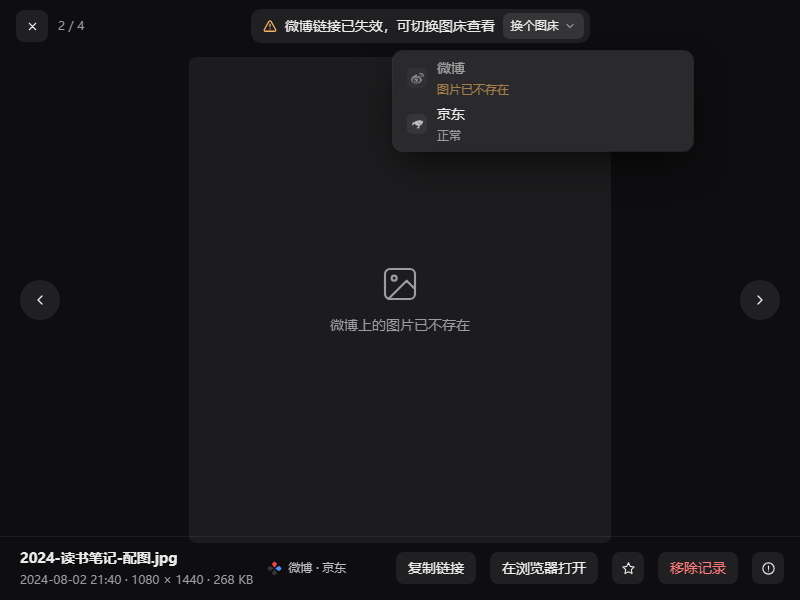 2 / 4
微博链接已失效，可切换图床查看
换个图床
微博
图片已不存在
京东
正常
微博上的图片已不存在
2024-读书笔记-配图.jpg
2024-08-02 21:40 · 1080 × 1440 · 268 KB
微博 · 京东
复制链接
在浏览器打开
移除记录